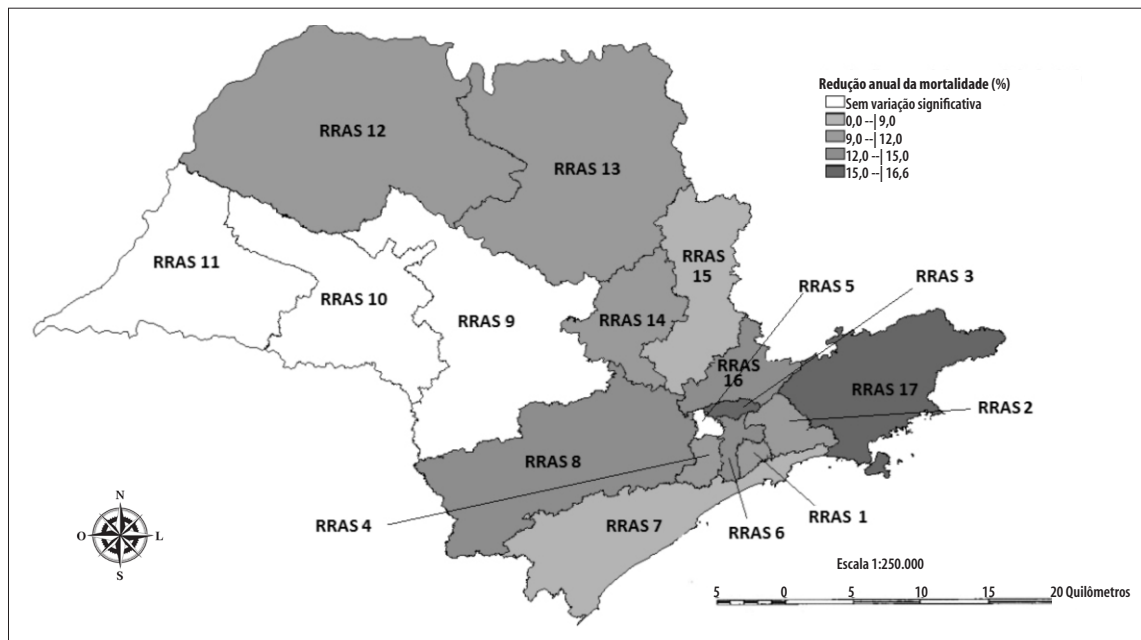 Redução anual da mortalidade (%)
Sem variação significativa
0,0 --| 9,0
9,0 --| 12,0
12,0 --| 15,0
15,0 --| 16,6
RRAS 12
RRAS 13
RRAS 11
RRAS 10
RRAS 9
RRAS
15
RRAS 14
RRAS 3
RRAS 5
RRAS
16
RRAS 17
RRAS 2
RRAS 8
RRAS 4
RRAS 7
RRAS 6
RRAS 1
N
O
L
S
Escala 1:250.000
5 0 5 10 15 20 Quilômetros